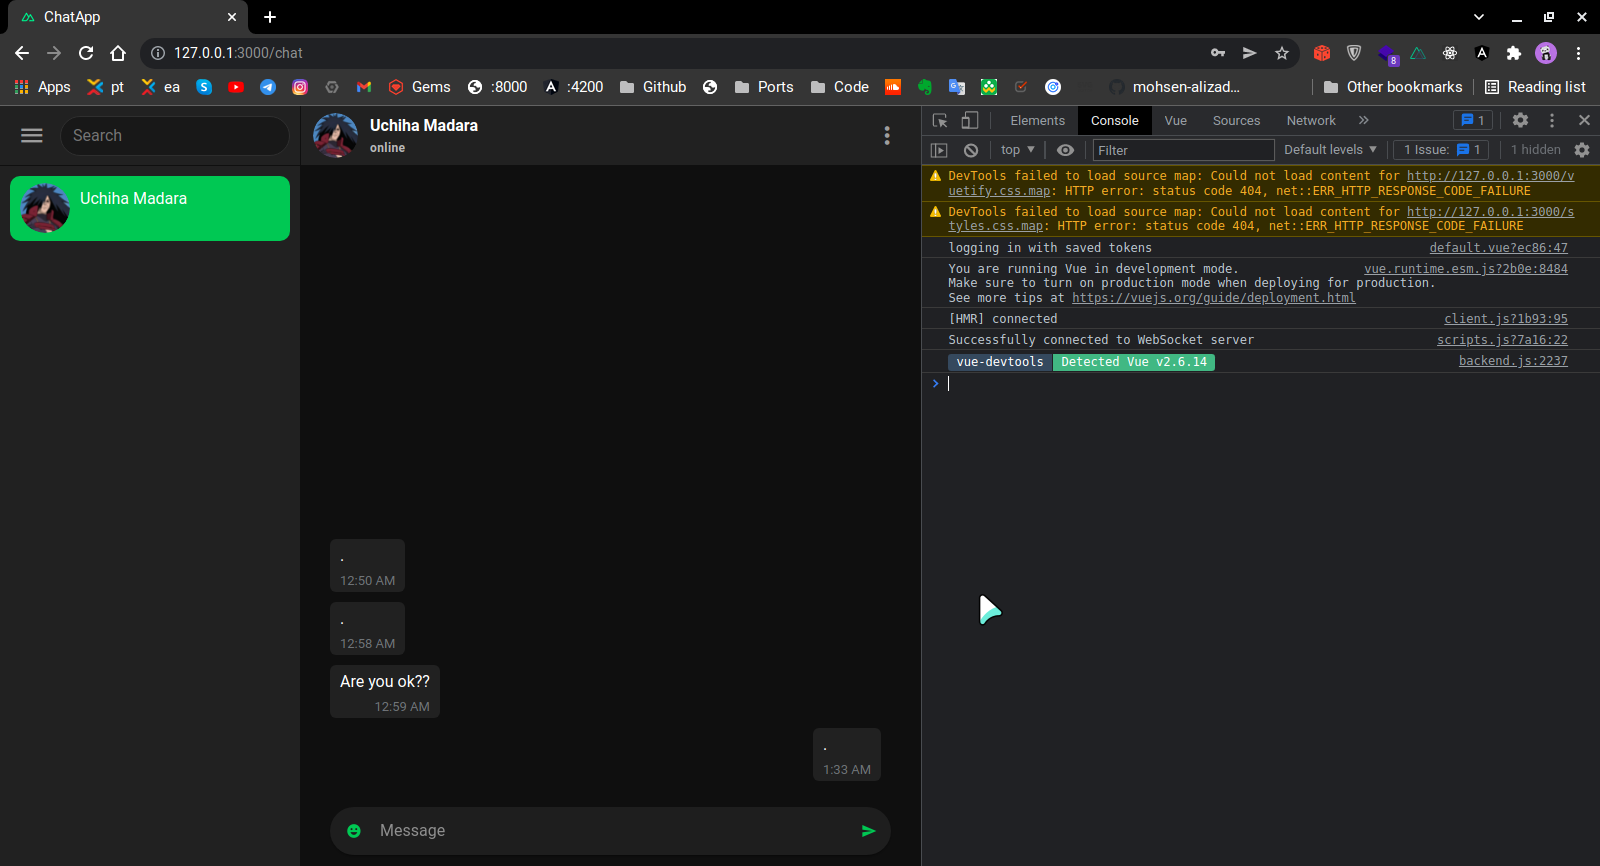 ChatApp
127.0.0.1:3000/chat
8
Apps pt ea Gems :8000 :4200 Github Ports Code mohsen-alizad... Other bookmarks Reading list
Search
Uchiha Madara
Uchiha Madara
online
.
12:50 AM
.
12:58 AM
Are you ok??
12:59 AM
.
1:33 AM
Message
Elements Console Vue Sources Network 1
top Filter Default levels 1 Issue: 1 1 hidden
DevTools failed to load source map: Could not load content for http://127.0.0.1:3000/v
uetify.css.map: HTTP error: status code 404, net::ERR_HTTP_RESPONSE_CODE_FAILURE
DevTools failed to load source map: Could not load content for http://127.0.0.1:3000/s
tyles.css.map: HTTP error: status code 404, net::ERR_HTTP_RESPONSE_CODE_FAILURE
logging in with saved tokens default.vue?ec86:47
You are running Vue in development mode. vue.runtime.esm.js?2b0e:8484
Make sure to turn on production mode when deploying for production.
See more tips at https://vuejs.org/guide/deployment.html
[HMR] connected client.js?1b93:95
Successfully connected to WebSocket server scripts.js?7a16:22
vue-devtools Detected Vue v2.6.14 backend.js:2237